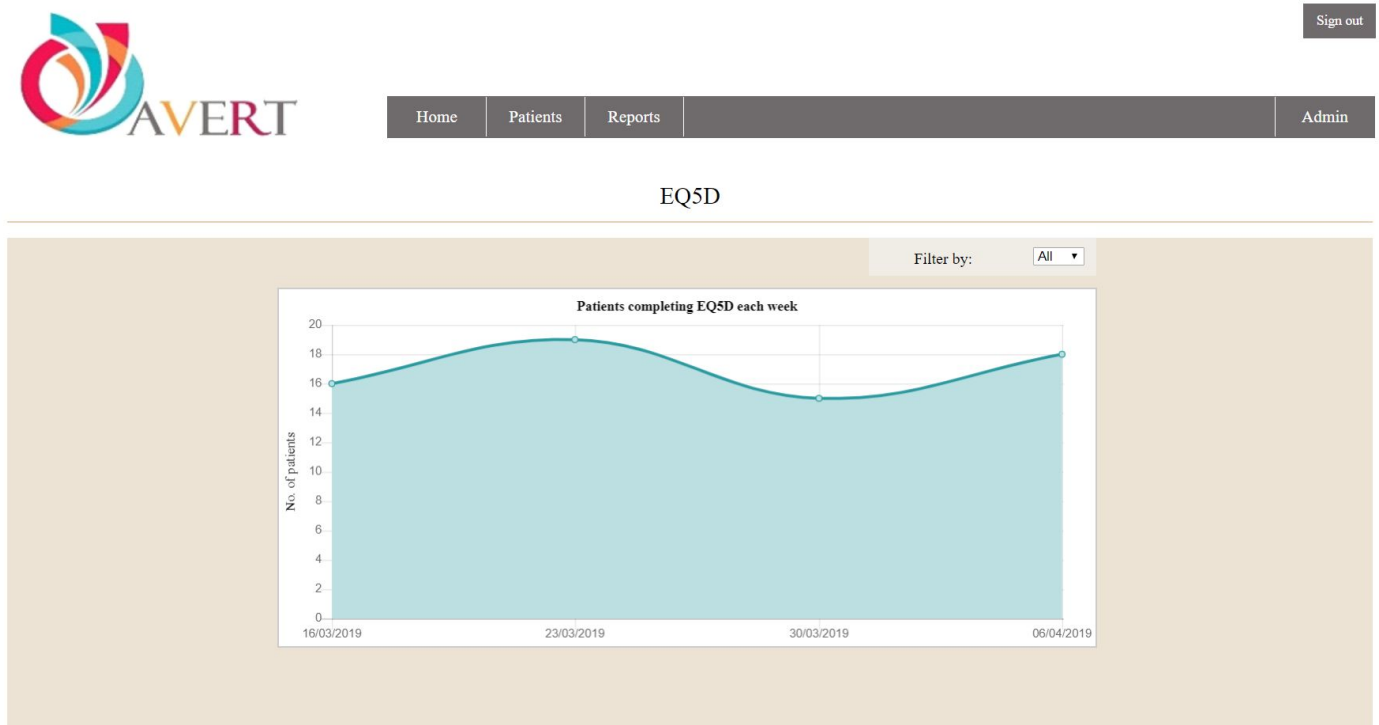 Sign out
AVERT
Home Patients Reports Admin
EQ5D
Filter by: All
Patients completing EQ5D each week
No. of patients
20
18
16
14
12
10
8
6
4
2
0
16/03/2019 23/03/2019 30/03/2019 06/04/2019